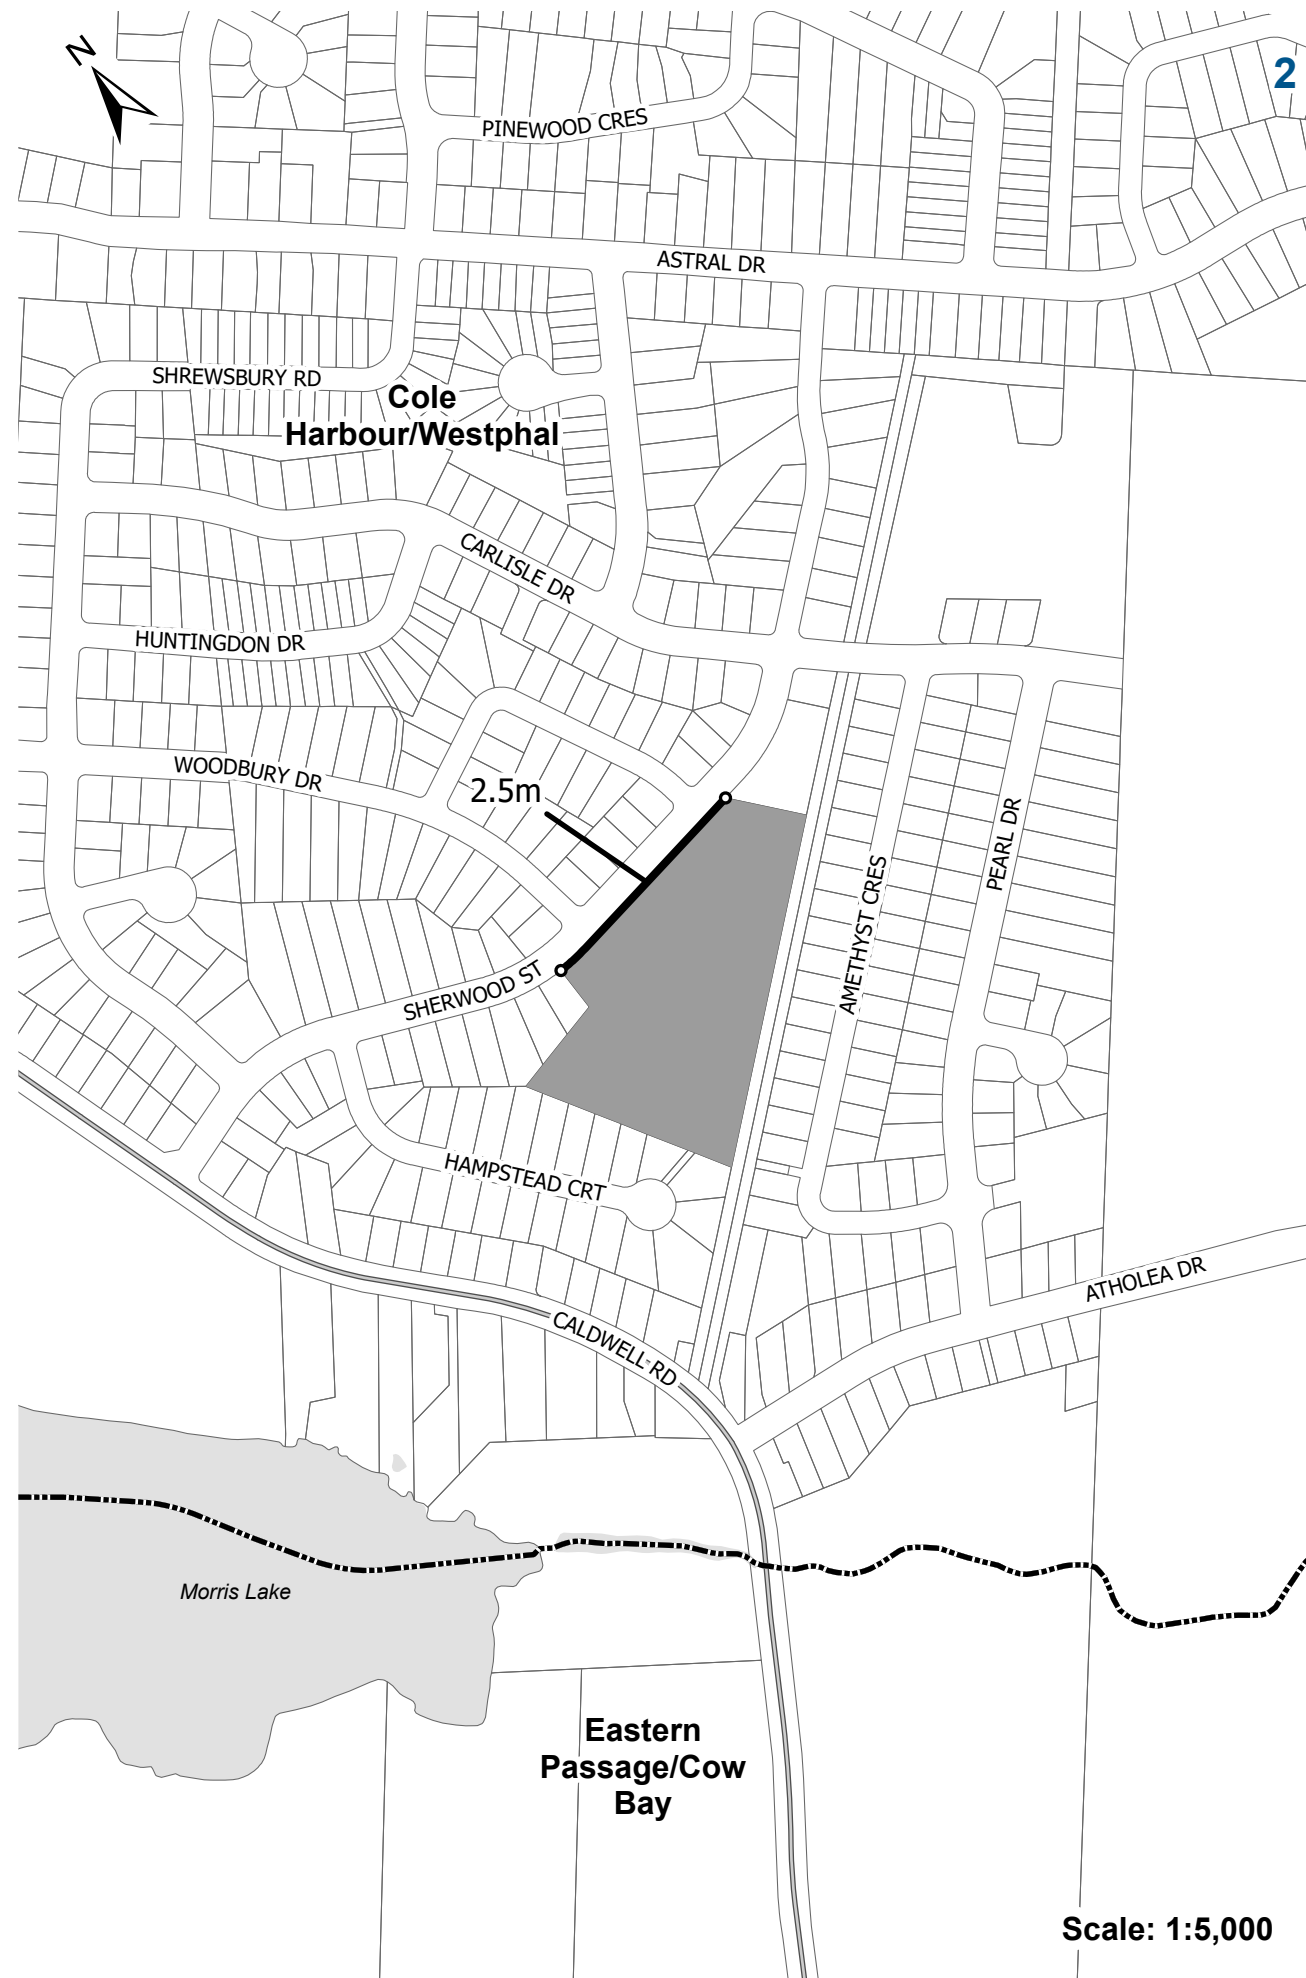 N
2
PINEWOOD CRES
ASTRAL DR
SHREWSBURY RD
Cole
Harbour/Westphal
CARLISLE DR
HUNTINGDON DR
WOODBURY DR
2.5m
PEARL DR
AMETHYST CRES
SHERWOOD ST
HAMPSTEAD CRT
ATHOLEA DR
CALDWELL RD
Morris Lake
Eastern
Passage/Cow
Bay
Scale: 1:5,000